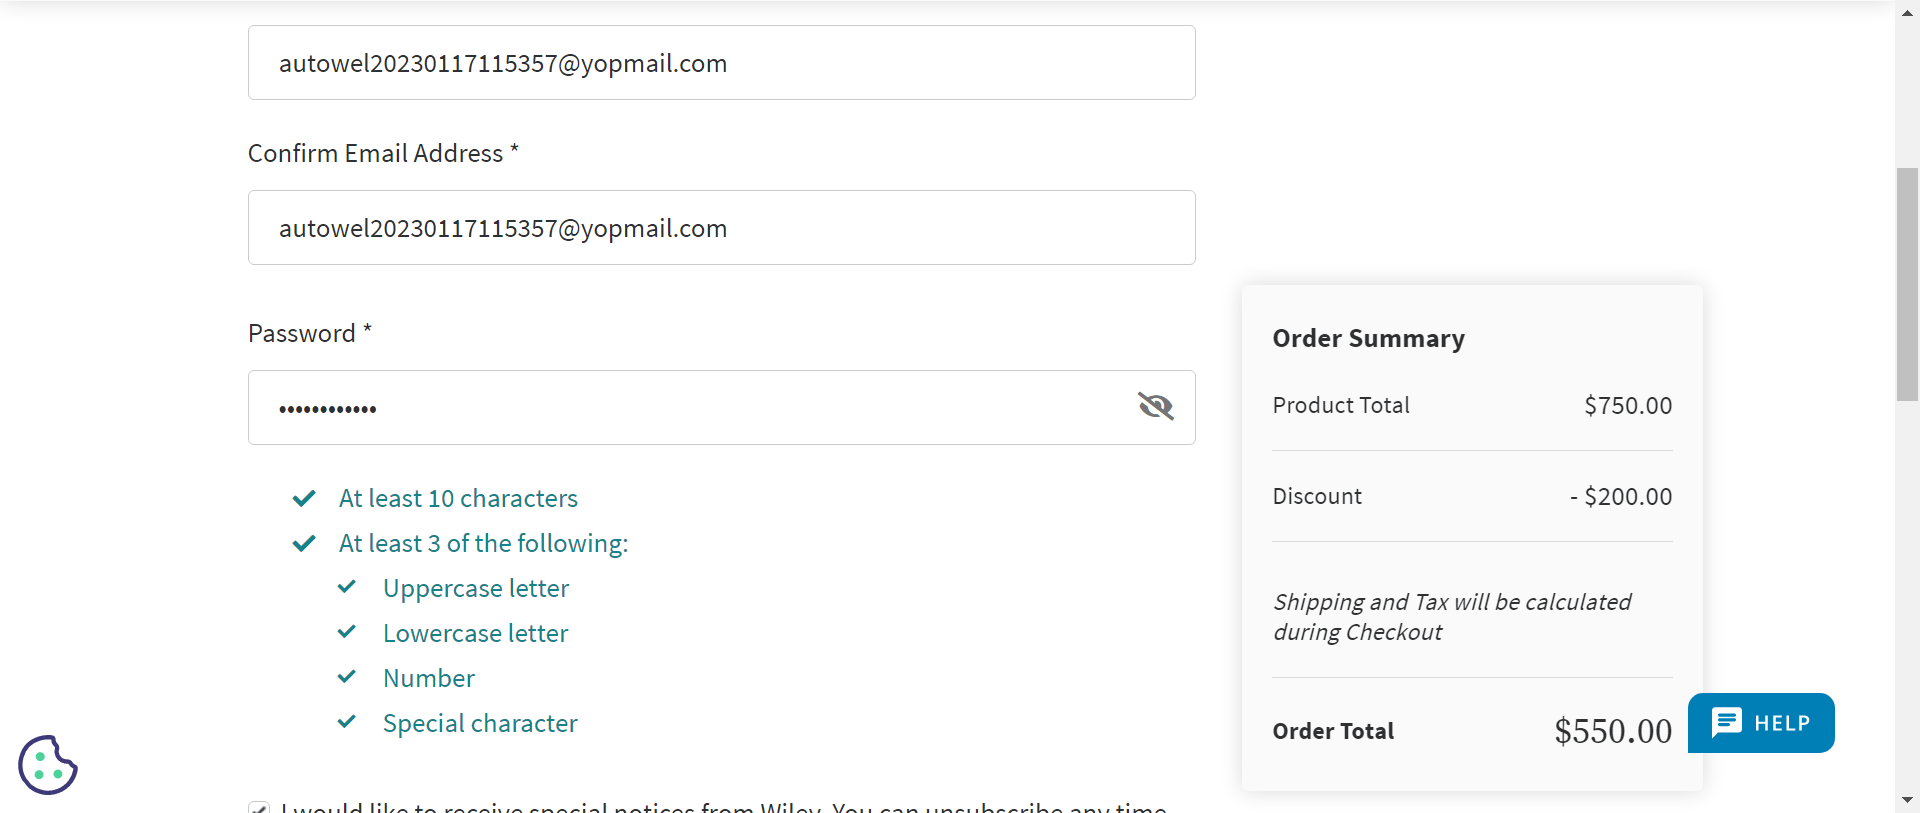 autowel20230117115357@yopmail.com
Confirm Email Address *
autowel20230117115357@yopmail.com
Password *
••••••••••••
At least 10 characters
At least 3 of the following:
Uppercase letter
Lowercase letter
Number
Special character
I would like to receive special notices from Wiley. You can unsubscribe any time
Order Summary
Product Total $750.00
Discount - $200.00
Shipping and Tax will be calculated
during Checkout
Order Total $550.00
HELP